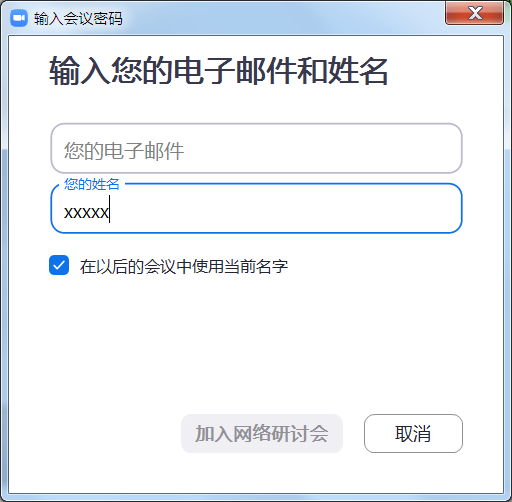 输入会议密码
输入您的电子邮件和姓名
您的电子邮件
您的姓名
xxxxx
在以后的会议中使用当前名字
加入网络研讨会
取消